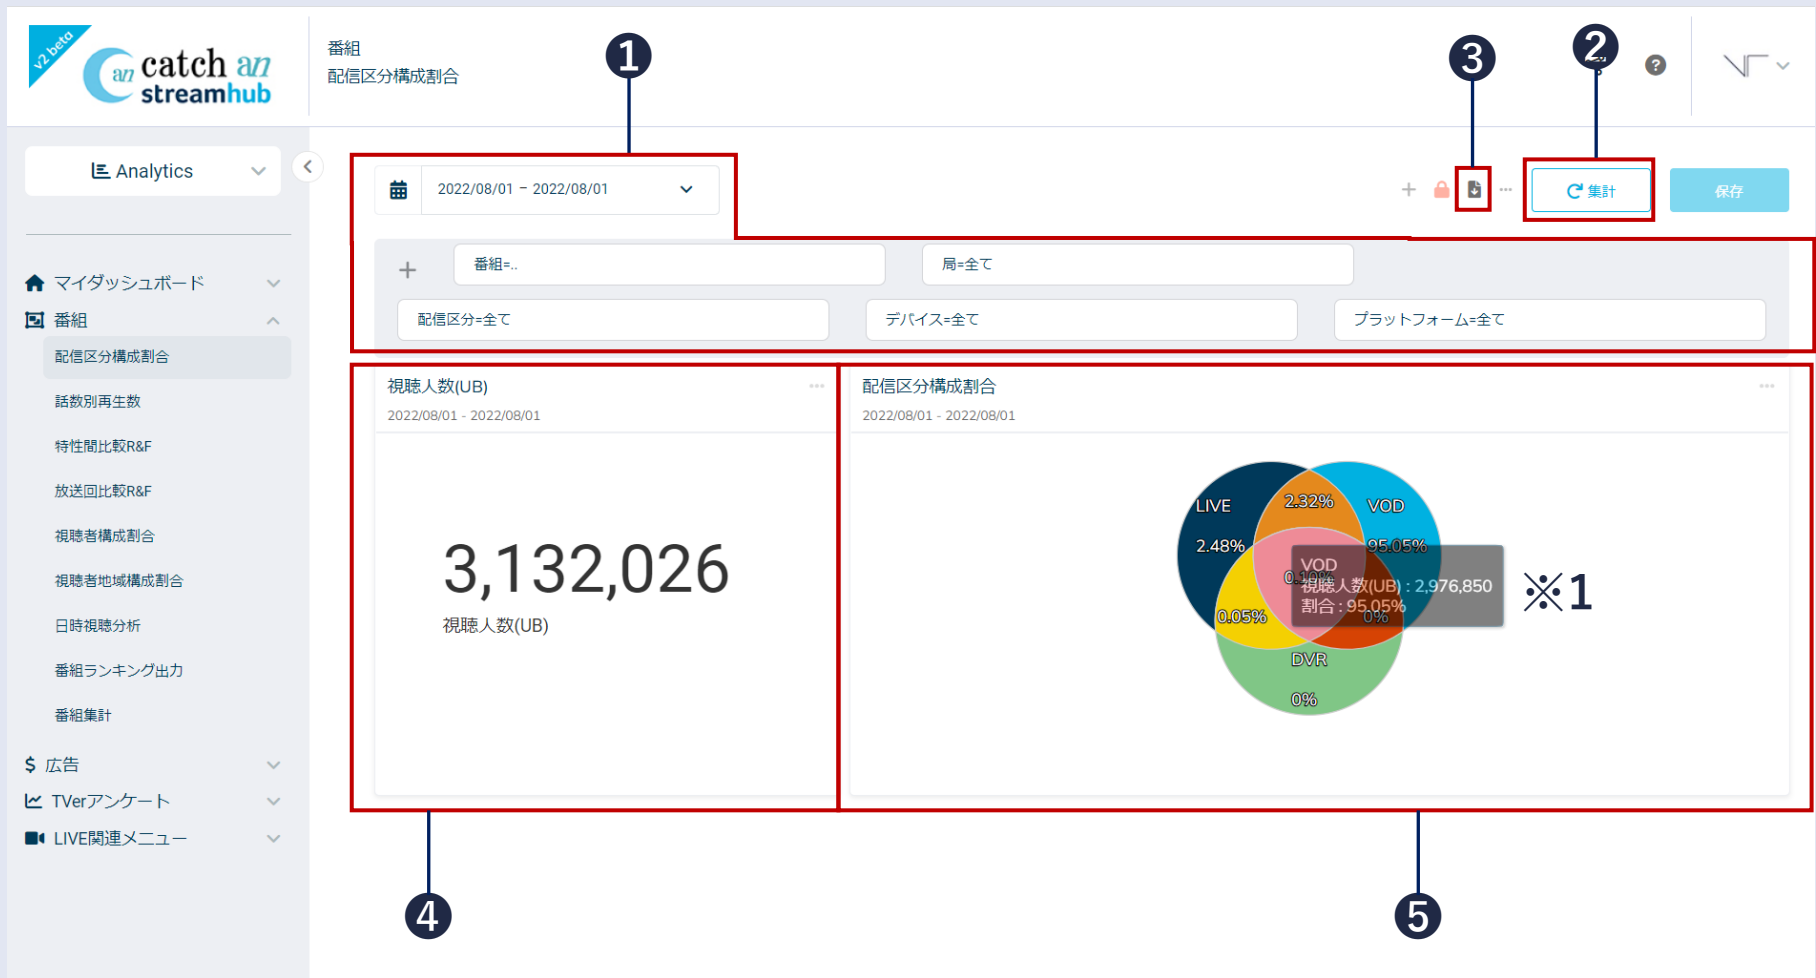 v2 beta
an catch an
streamhub
番組
配信区分構成割合
1
3
2
?
Analytics
2022/08/01 − 2022/08/01
集計
保存
番組=..
局=全て
配信区分=全て
デバイス=全て
プラットフォーム=全て
マイダッシュボード
番組
配信区分構成割合
話数別再生数
特性間比較R&F
放送回比較R&F
視聴者構成割合
視聴者地域構成割合
日時視聴分析
番組ランキング出力
番組集計
$ 広告
TVerアンケート
LIVE関連メニュー
視聴人数(UB)
2022/08/01 - 2022/08/01
3,132,026
視聴人数(UB)
配信区分構成割合
2022/08/01 - 2022/08/01
LIVE
2.32%
VOD
2.48%
95.05%
VOD
視聴人数(UB) : 2,976,850
割合 : 95.05%
0.05%
0%
DVR
0%
※1
4
5